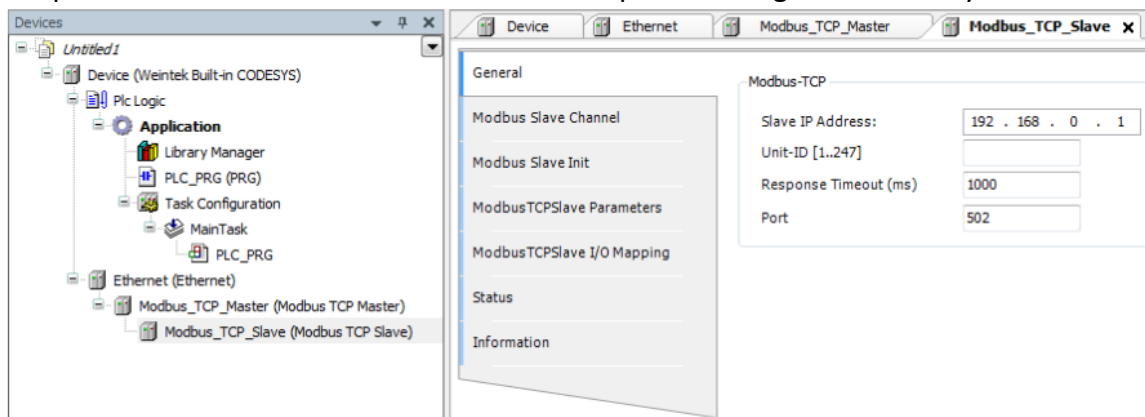 Devices
Untitled1
Device (Weintek Built-in CODESYS)
Plc Logic
Application
Library Manager
PLC_PRG (PRG)
Task Configuration
MainTask
PLC_PRG
Ethernet (Ethernet)
Modbus_TCP_Master (Modbus TCP Master)
Modbus_TCP_Slave (Modbus TCP Slave)
Device Ethernet Modbus_TCP_Master Modbus_TCP_Slave
General
Modbus Slave Channel
Modbus Slave Init
ModbusTCPSlave Parameters
ModbusTCPSlave I/O Mapping
Status
Information
Modbus-TCP
Slave IP Address: 192 . 168 . 0 . 1
Unit-ID [1..247]
Response Timeout (ms) 1000
Port 502